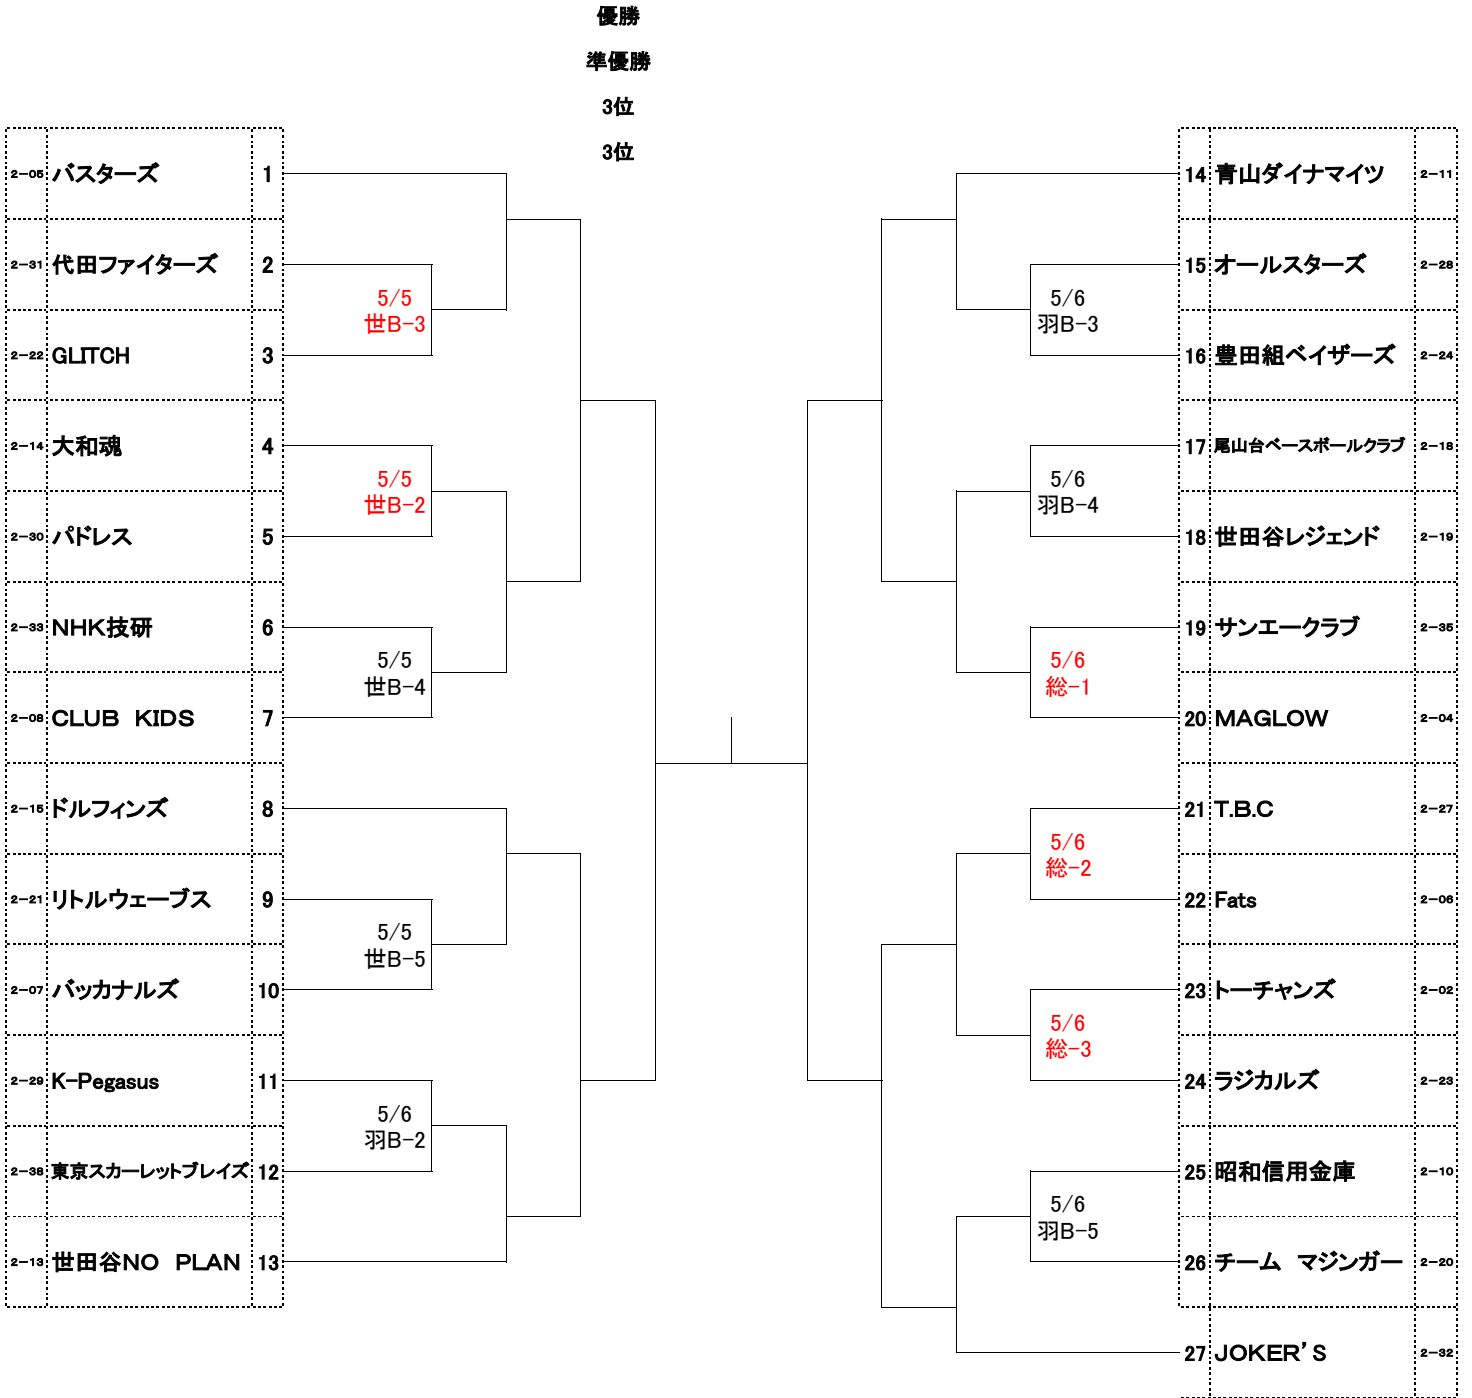 優勝
準優勝
3位
3位
2-05 バスターズ 1
2-31 代田ファイターズ 2
5/5
世B-3
2-22 GLITCH 3
2-14 大和魂 4
5/5
世B-2
2-30 パドレス 5
2-33 NHK技研 6
5/5
世B-4
2-08 CLUB KIDS 7
2-15 ドルフィンズ 8
2-21 リトルウェーブス 9
5/5
世B-5
2-07 バッカナルズ 10
2-29 K-Pegasus 11
5/6
羽B-2
2-38 東京スカーレットブレイズ 12
2-13 世田谷NO PLAN 13
14 青山ダイナマイツ 2-11
15 オールスターズ 2-28
5/6
羽B-3
16 豊田組ベイザーズ 2-24
17 尾山台ベースボールクラブ 2-18
5/6
羽B-4
18 世田谷レジェンド 2-19
19 サンエークラブ 2-35
5/6
総-1
20 MAGLOW 2-04
21 T.B.C 2-27
5/6
総-2
22 Fats 2-06
23 トーチャンズ 2-02
5/6
総-3
24 ラジカルズ 2-23
25 昭和信用金庫 2-10
5/6
羽B-5
26 チーム マジンガー 2-20
27 JOKER'S 2-32